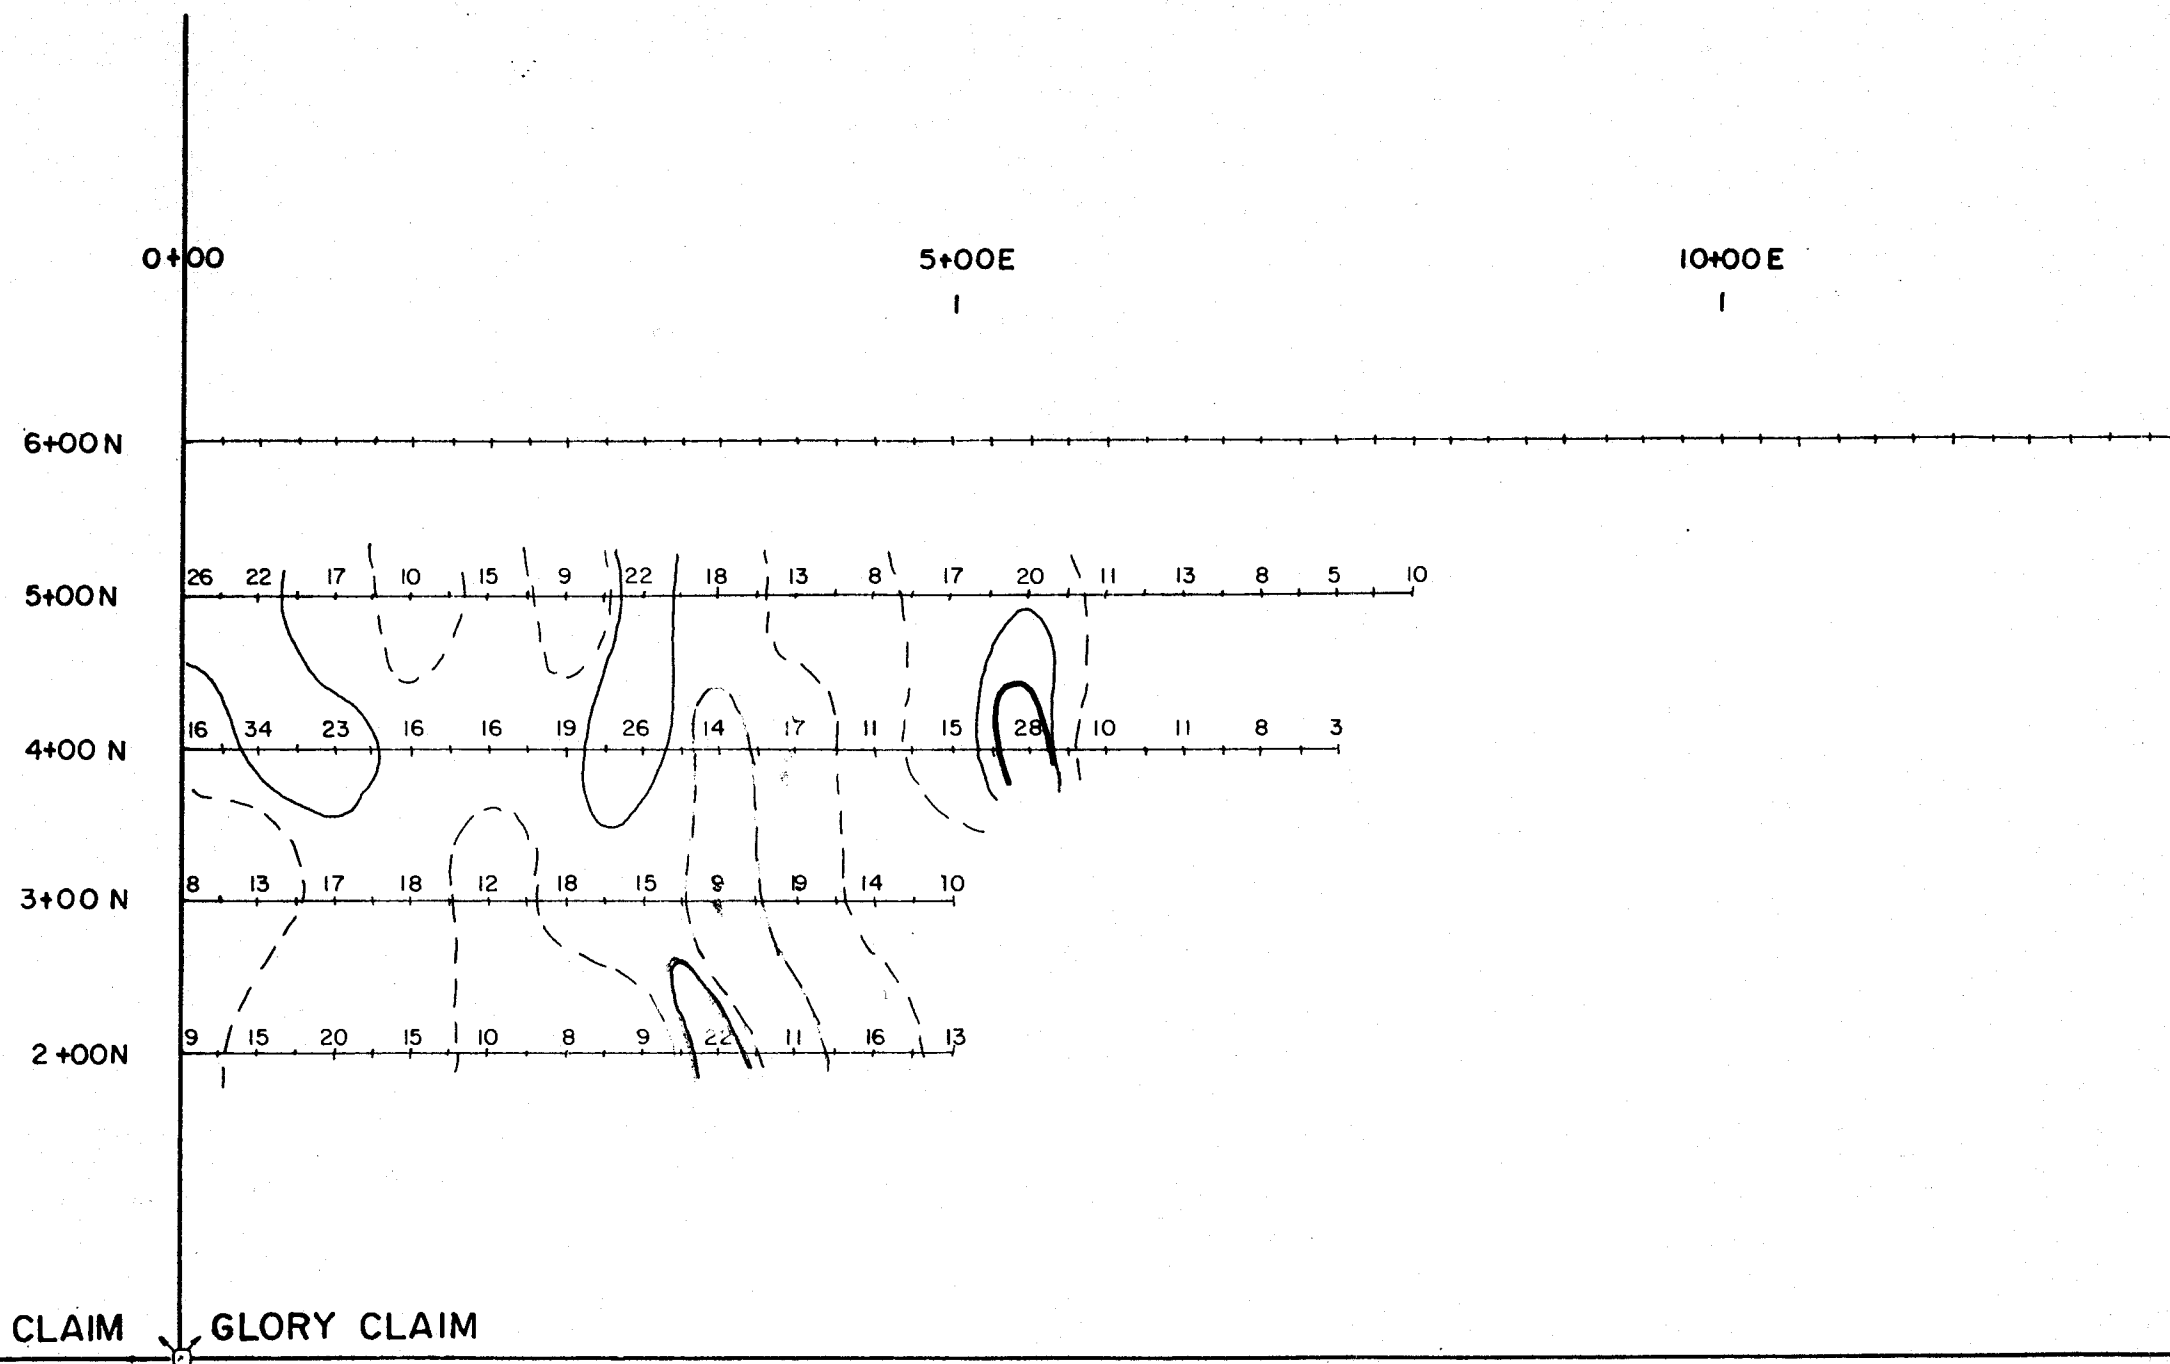 0+00 5+00E 10+00E
6+00N
26 22 17 10 15 9 22 18 13 8 17 20 11 13 8 5 10
5+00N
16 34 23 16 16 19 26 14 17 11 15 28 10 11 8 3
4+00 N
8 13 17 18 12 18 15 9 19 14 10
3+00 N
9 15 20 15 10 8 9 22 11 16 13
2+00N
CLAIM GLORY CLAIM